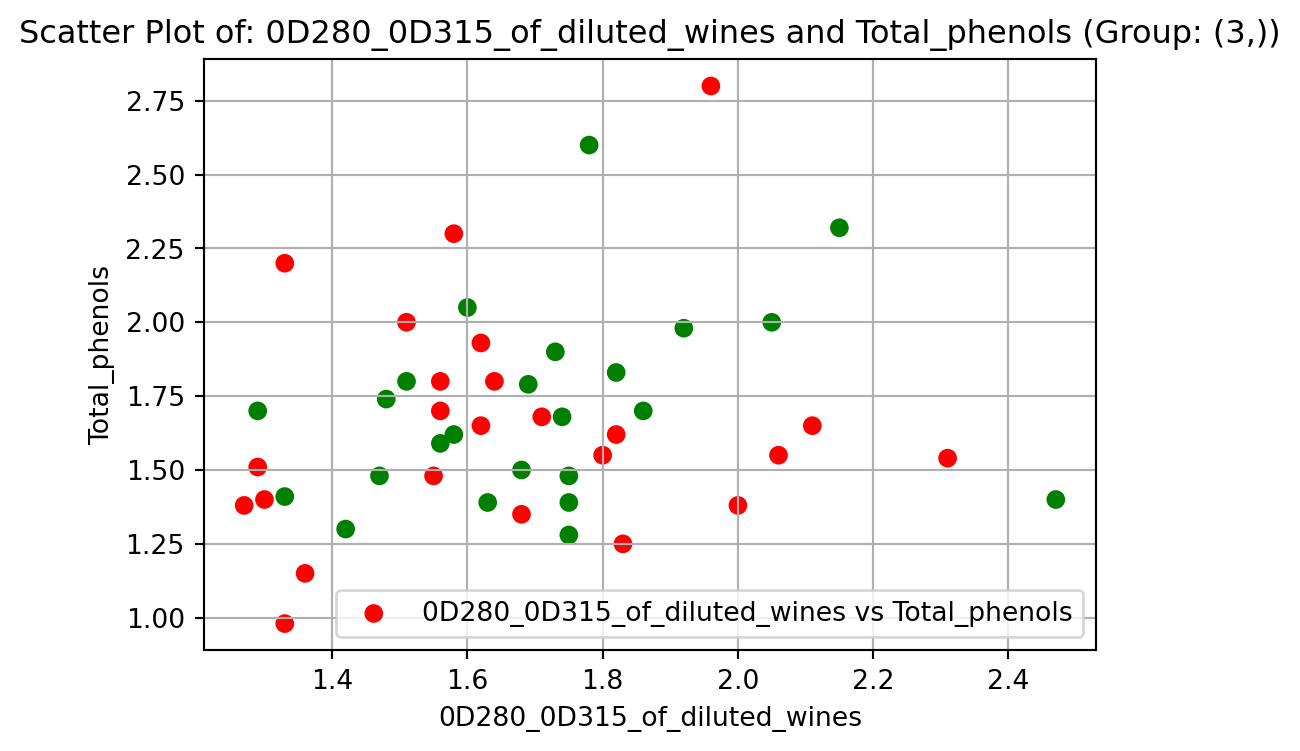 Scatter Plot of: 0D280_0D315_of_diluted_wines and Total_phenols (Group: (3,))
Total_phenols
2.75
2.50
2.25
2.00
1.75
1.50
1.25
1.00
0D280_0D315_of_diluted_wines vs Total_phenols
1.4 1.6 1.8 2.0 2.2 2.4
0D280_0D315_of_diluted_wines